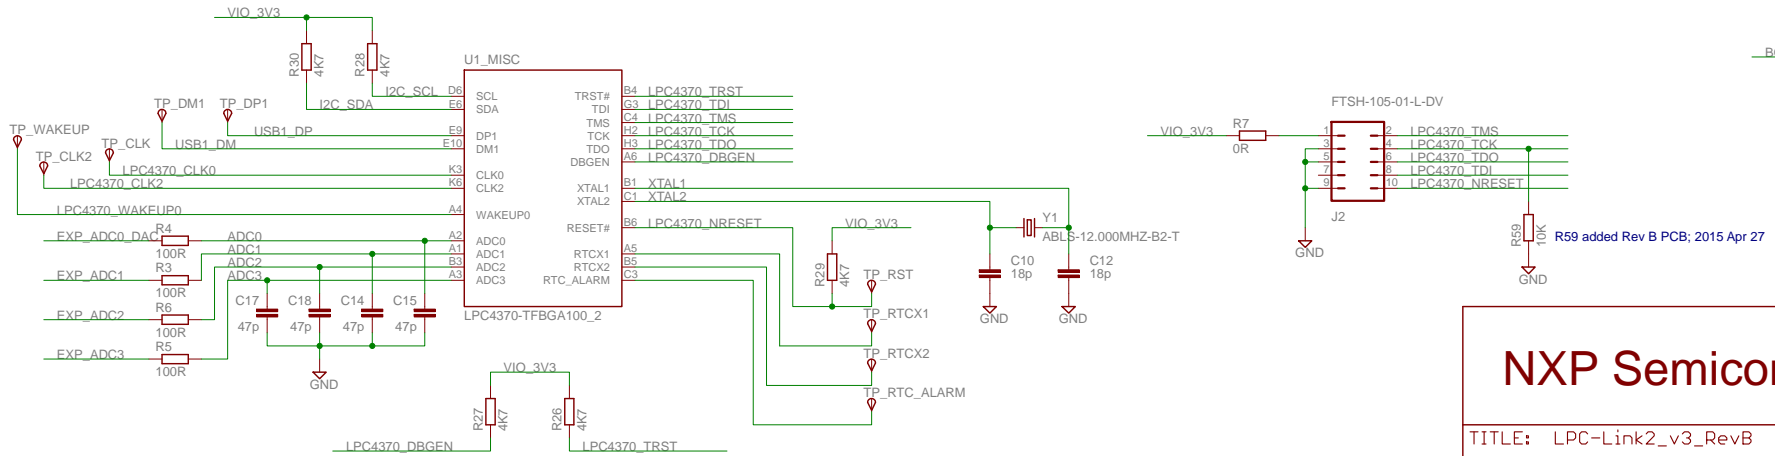 VIO_3V3
R30
4K7
R28
4K7
U1_MISC
I2C_SCL
I2C_SDA
D6
SCL
E6
SDA
TP_DM1
TP_DP1
USB1_DP
E9
DP1
TP_WAKEUP
TP_CLK
USB1_DM
E10
DM1
TP_CLK2
LPC4370_CLK0
K3
CLK0
LPC4370_CLK2
K6
CLK2
LPC4370_WAKEUP0
A4
WAKEUP0
EXP_ADC0_DAC
R4
100R
ADC0
A2
ADC0
ADC1
A1
ADC1
EXP_ADC1
R3
100R
ADC2
B3
ADC2
ADC3
A3
ADC3
EXP_ADC2
R6
100R
EXP_ADC3
R5
100R
C17
47p
C18
47p
C14
47p
C15
47p
GND
LPC4370-TFBGA100_2
TRST#
B4
LPC4370_TRST
TDI
G3
LPC4370_TDI
TMS
C4
LPC4370_TMS
TCK
H2
LPC4370_TCK
TDO
H3
LPC4370_TDO
DBGEN
A6
LPC4370_DBGEN
XTAL1
B1
XTAL1
XTAL2
C1
XTAL2
RESET#
B6
LPC4370_NRESET
RTCX1
A5
RTCX2
B5
RTC_ALARM
C3
VIO_3V3
R29
4K7
TP_RST
TP_RTCX1
TP_RTCX2
TP_RTC_ALARM
Y1
ABLS-12.000MHZ-B2-T
C10
18p
C12
18p
GND
GND
VIO_3V3
R27
4K7
R26
4K7
LPC4370_DBGEN
LPC4370_TRST
FTSH-105-01-L-DV
VIO_3V3
R7
0R
1
2
LPC4370_TMS
3
4
LPC4370_TCK
5
6
LPC4370_TDO
7
8
LPC4370_TDI
9
10
LPC4370_NRESET
J2
GND
R59
10K
R59 added Rev B PCB; 2015 Apr 27
GND
NXP Semicor
TITLE: LPC-Link2_v3_RevB